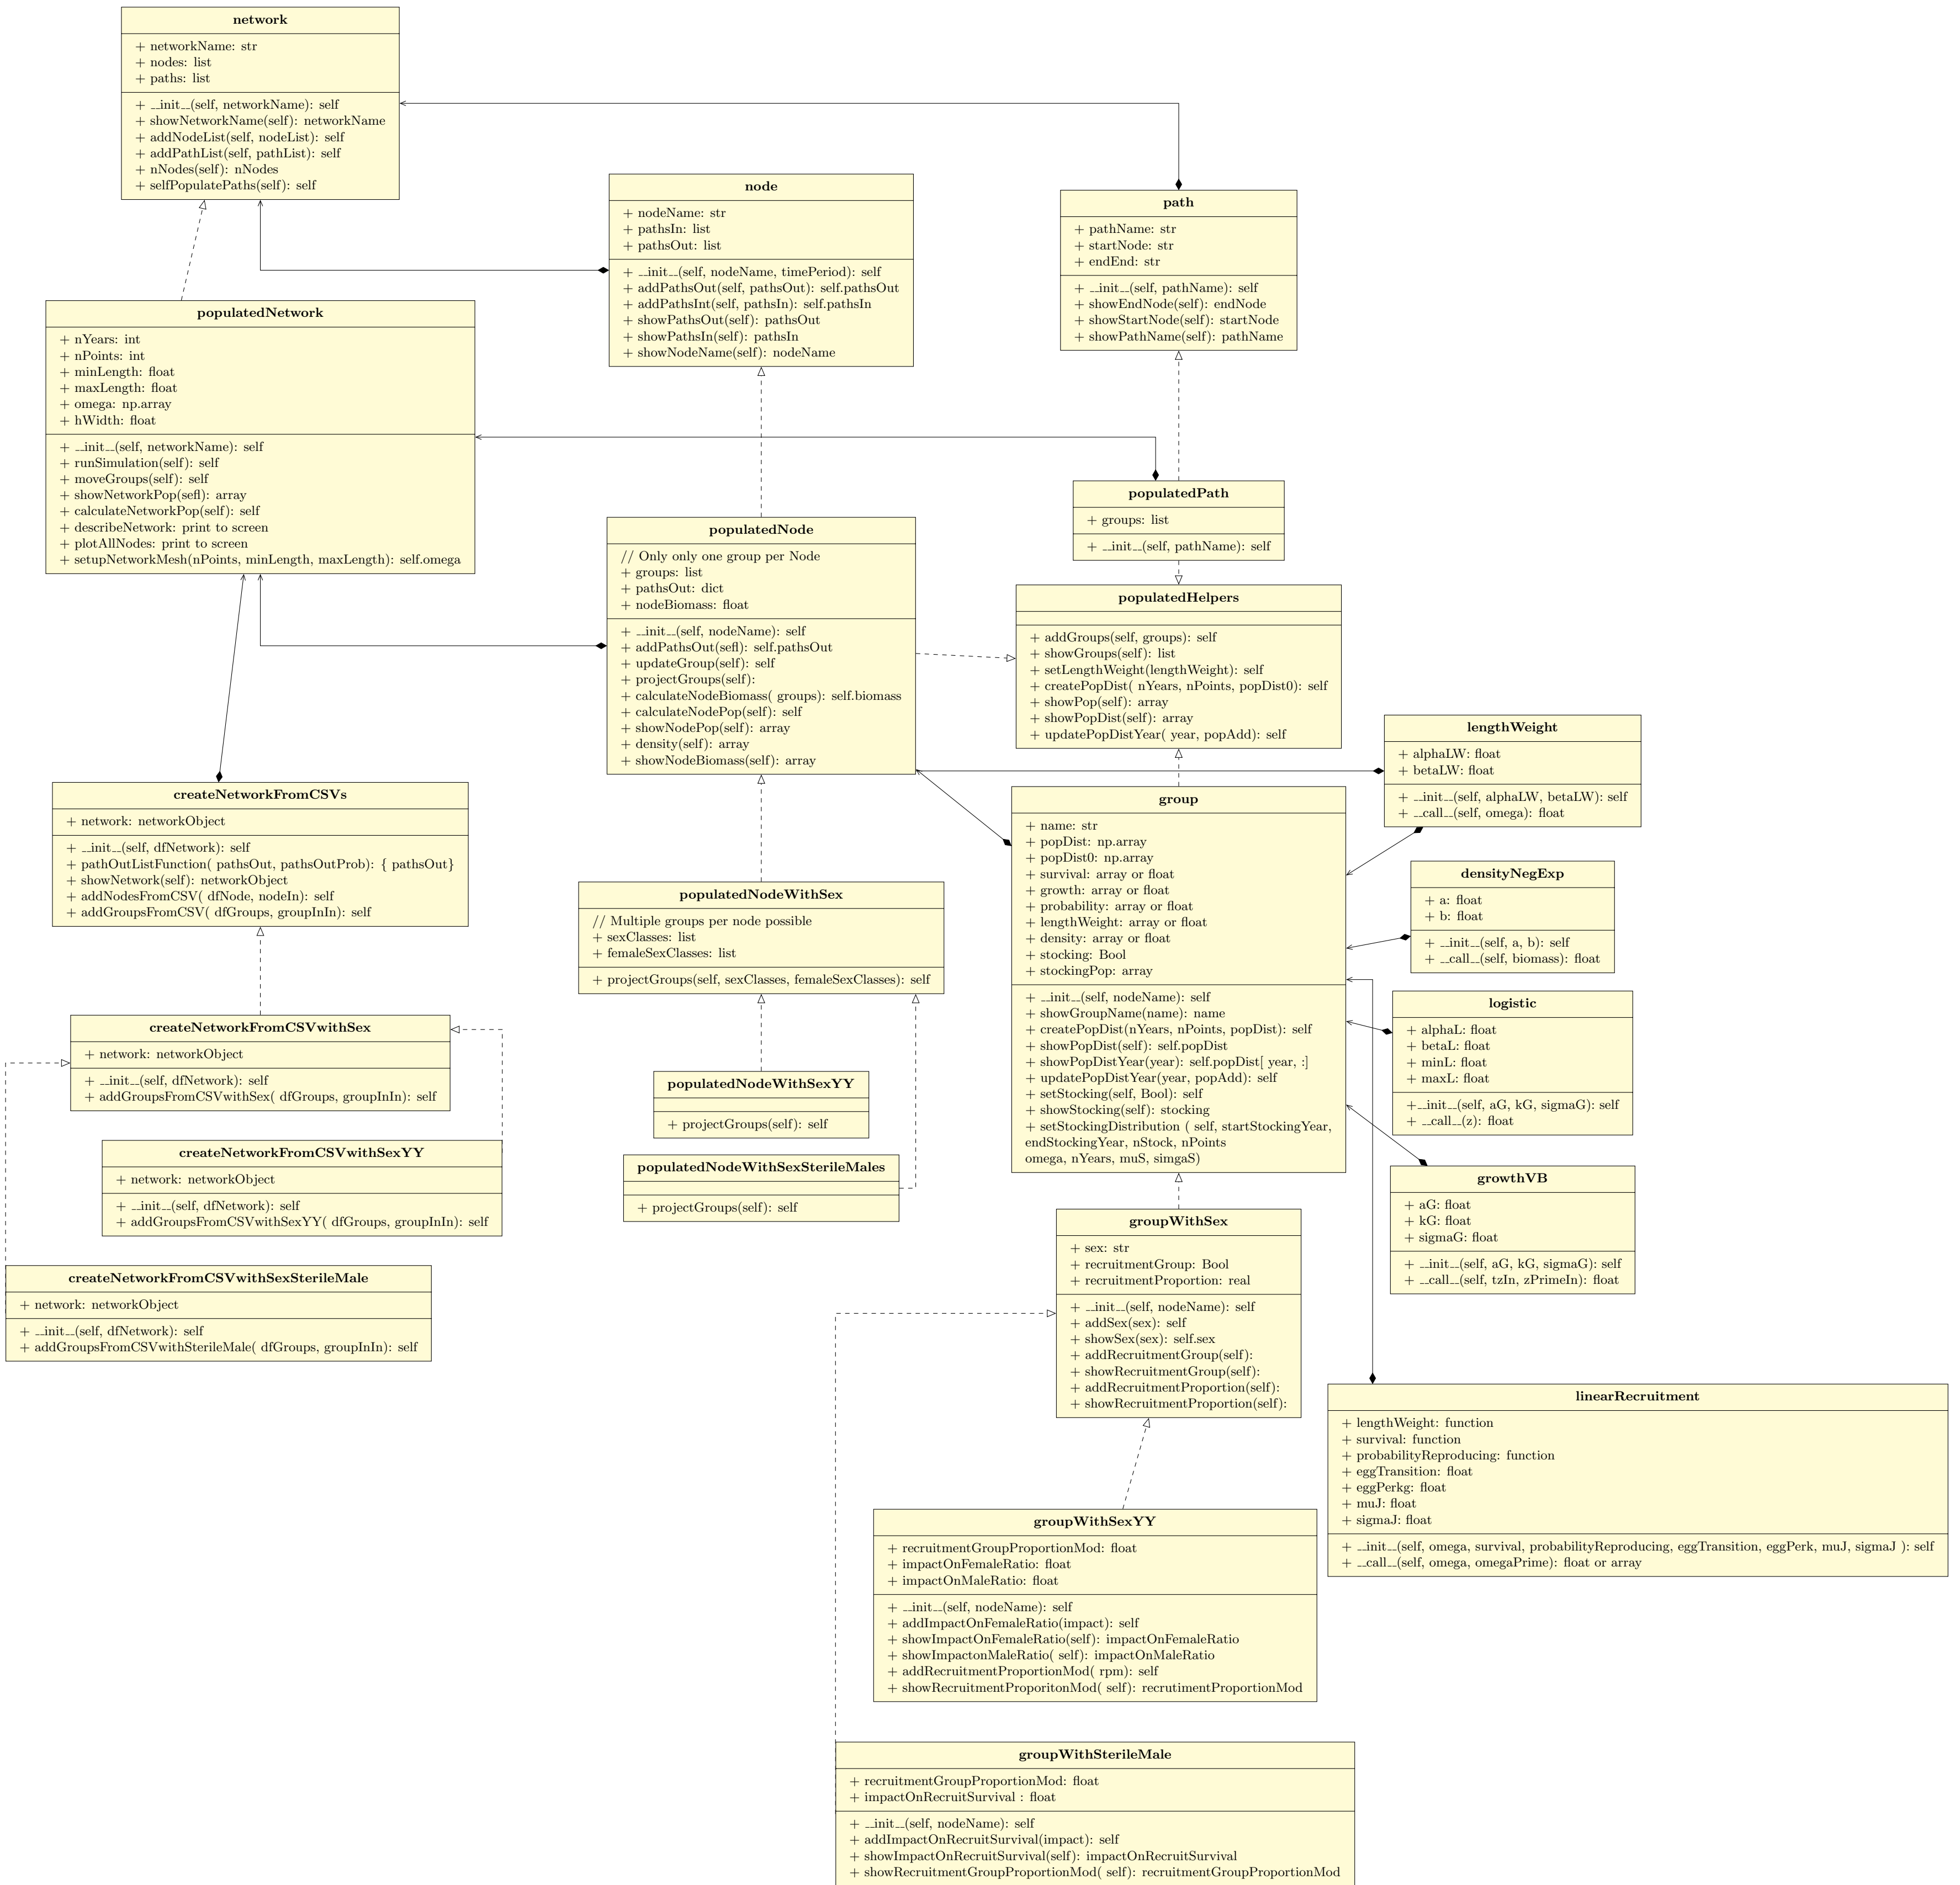 network
+ networkName: str
+ nodes: list
+ paths: list
+ __init__(self, networkName): self
+ showNetworkName(self): networkName
+ addNodeList(self, nodeList): self
+ addPathList(self, pathList): self
+ nNodes(self): nNodes
+ selfPopulatePaths(self): self
node
+ nodeName: str
+ pathsIn: list
+ pathsOut: list
+ __init__(self, nodeName, timePeriod): self
+ addPathsOut(self, pathsOut): self.pathsOut
+ addPathsInt(self, pathsIn): self.pathsIn
+ showPathsOut(self): pathsOut
+ showPathsIn(self): pathsIn
+ showNodeName(self): nodeName
path
+ pathName: str
+ startNode: str
+ endEnd: str
+ __init__(self, pathName): self
+ showEndNode(self): endNode
+ showStartNode(self): startNode
+ showPathName(self): pathName
populatedNetwork
+ nYears: int
+ nPoints: int
+ minLength: float
+ maxLength: float
+ omega: np.array
+ hWidth: float
+ __init__(self, networkName): self
+ runSimulation(self): self
+ moveGroups(self): self
+ showNetworkPop(sefl): array
+ calculateNetworkPop(self): self
+ describeNetwork: print to screen
+ plotAllNodes: print to screen
+ setupNetworkMesh(nPoints, minLength, maxLength): self.omega
populatedPath
+ groups: list
+ __init__(self, pathName): self
populatedNode
// Only only one group per Node
+ groups: list
+ pathsOut: dict
+ nodeBiomass: float
+ __init__(self, nodeName): self
+ addPathsOut(sefl): self.pathsOut
+ updateGroup(self): self
+ projectGroups(self):
+ calculateNodeBiomass( groups): self.biomass
+ calculateNodePop(self): self
+ showNodePop(self): array
+ density(self): array
+ showNodeBiomass(self): array
populatedHelpers
+ addGroups(self, groups): self
+ showGroups(self): list
+ setLengthWeight(lengthWeight): self
+ createPopDist( nYears, nPoints, popDist0): self
+ showPop(self): array
+ showPopDist(self): array
+ updatePopDistYear( year, popAdd): self
lengthWeight
+ alphaLW: float
+ betaLW: float
+ __init__(self, alphaLW, betaLW): self
+ __call__(self, omega): float
createNetworkFromCSVs
+ network: networkObject
+ __init__(self, dfNetwork): self
+ pathOutListFunction( pathsOut, pathsOutProb): { pathsOut}
+ showNetwork(self): networkObject
+ addNodesFromCSV( dfNode, nodeIn): self
+ addGroupsFromCSV( dfGroups, groupInIn): self
group
+ name: str
+ popDist: np.array
+ popDist0: np.array
+ survival: array or float
+ growth: array or float
+ probability: array or float
+ lengthWeight: array or float
+ density: array or float
+ stocking: Bool
+ stockingPop: array
+ __init__(self, nodeName): self
+ showGroupName(name): name
+ createPopDist(nYears, nPoints, popDist): self
+ showPopDist(self): self.popDist
+ showPopDistYear(year): self.popDist[ year, :]
+ updatePopDistYear(year, popAdd): self
+ setStocking(self, Bool): self
+ showStocking(self): stocking
+ setStockingDistribution ( self, startStockingYear,
endStockingYear, nStock, nPoints
omega, nYears, muS, simgaS)
densityNegExp
+ a: float
+ b: float
+ __init__(self, a, b): self
+ __call__(self, biomass): float
populatedNodeWithSex
// Multiple groups per node possible
+ sexClasses: list
+ femaleSexClasses: list
+ projectGroups(self, sexClasses, femaleSexClasses): self
logistic
+ alphaL: float
+ betaL: float
+ minL: float
+ maxL: float
+__init__(self, aG, kG, sigmaG): self
+ __call__(z): float
createNetworkFromCSVwithSex
+ network: networkObject
+ __init__(self, dfNetwork): self
+ addGroupsFromCSVwithSex( dfGroups, groupInIn): self
populatedNodeWithSexYY
+ projectGroups(self): self
createNetworkFromCSVwithSexYY
+ network: networkObject
+ __init__(self, dfNetwork): self
+ addGroupsFromCSVwithSexYY( dfGroups, groupInIn): self
populatedNodeWithSexSterileMales
+ projectGroups(self): self
growthVB
+ aG: float
+ kG: float
+ sigmaG: float
+ __init__(self, aG, kG, sigmaG): self
+ __call__(self, tzIn, zPrimeIn): float
groupWithSex
+ sex: str
+ recruitmentGroup: Bool
+ recruitmentProportion: real
+ __init__(self, nodeName): self
+ addSex(sex): self
+ showSex(sex): self.sex
+ addRecruitmentGroup(self):
+ showRecruitmentGroup(self):
+ addRecruitmentProportion(self):
+ showRecruitmentProportion(self):
createNetworkFromCSVwithSexSterileMale
+ network: networkObject
+ __init__(self, dfNetwork): self
+ addGroupsFromCSVwithSterileMale( dfGroups, groupInIn): self
linearRecruitment
+ lengthWeight: function
+ survival: function
+ probabilityReproducing: function
+ eggTransition: float
+ eggPerkg: float
+ muJ: float
+ sigmaJ: float
+ __init__(self, omega, survival, probabilityReproducing, eggTransition, eggPerk, muJ, sigmaJ ): self
+ __call__(self, omega, omegaPrime): float or array
groupWithSexYY
+ recruitmentGroupProportionMod: float
+ impactOnFemaleRatio: float
+ impactOnMaleRatio: float
+ __init__(self, nodeName): self
+ addImpactOnFemaleRatio(impact): self
+ showImpactOnFemaleRatio(self): impactOnFemaleRatio
+ showImpactonMaleRatio( self): impactOnMaleRatio
+ addRecruitmentProportionMod( rpm): self
+ showRecruitmentProporitonMod( self): recrutimentProportionMod
groupWithSterileMale
+ recruitmentGroupProportionMod: float
+ impactOnRecruitSurvival : float
+ __init__(self, nodeName): self
+ addImpactOnRecruitSurvival(impact): self
+ showImpactOnRecruitSurvival(self): impactOnRecruitSurvival
+ showRecruitmentGroupProportionMod( self): recruitmentGroupProportionMod